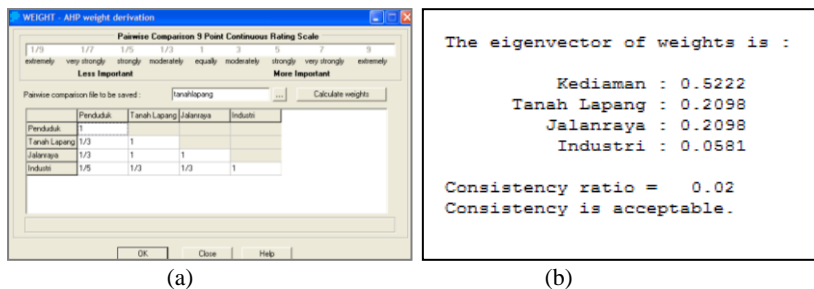 WEIGHT - AHP weight derivation
Pairwise Comparison 9 Point Continuous Rating Scale
1/9 1/7 1/5 1/3 1 3 5 7 9
extremely very strongly strongly moderately equally moderately strongly very strongly extremely
Less Important More Important
Pairwise comparison file to be saved : tanahlapang ... Calculate weights
Penduduk Tanah Lapang Jalanraya Industri
Penduduk 1
Tanah Lapang 1/3 1
Jalanraya 1/3 1 1
Industri 1/5 1/3 1/3 1
OK Close Help
(a)
The eigenvector of weights is :
Kediaman : 0.5222
Tanah Lapang : 0.2098
Jalanraya : 0.2098
Industri : 0.0581
Consistency ratio = 0.02
Consistency is acceptable.
(b)